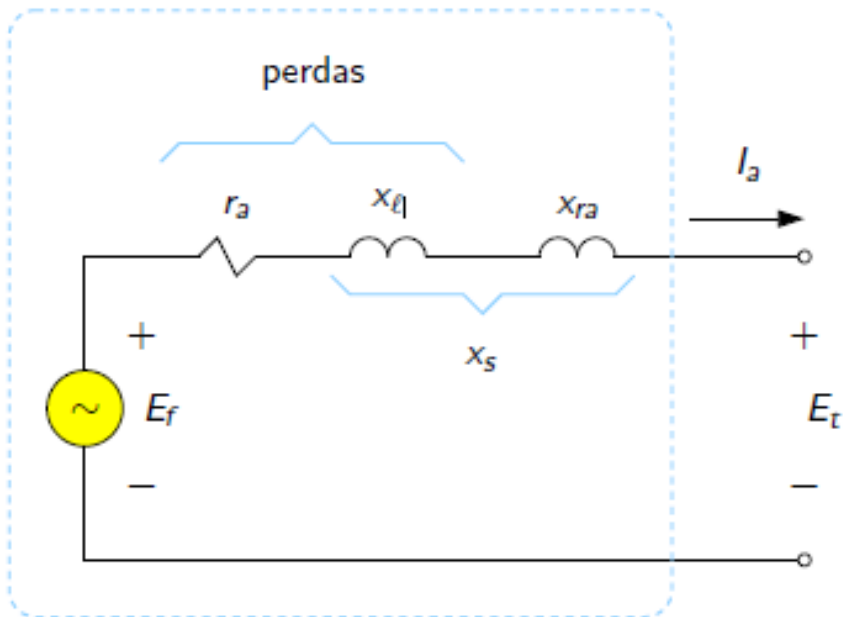 perdas
I_a
r_a
x_ℓ
x_ra
x_s
+
+
~
E_f
E_t
−
−